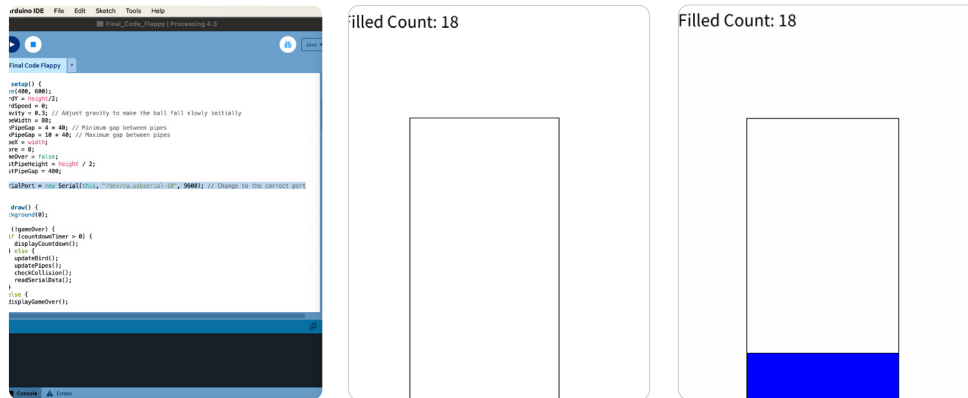 rduino IDE File Edit Sketch Tools Help
Final_Code_Flappy | Processing 4.3
Java
Final Code Flappy
setup() {
ze(400, 600);
rdY = height/2;
rdSpeed = 0;
avity = 0.3; // Adjust gravity to make the ball fall slowly initially
peWidth = 80;
nPipeGap = 4 * 40; // Minimum gap between pipes
xPipeGap = 10 * 40; // Maximum gap between pipes
peX = width;
ore = 0;
meOver = false;
stPipeHeight = height / 2;
stPipeGap = 400;
rialPort = new Serial(this, "/dev/cu.usbserial-10", 9600); // Change to the correct port
draw() {
ckground(0);
(!gameOver) {
if (countdownTimer > 0) {
displayCountdown();
} else {
updateBird();
updatePipes();
checkCollision();
readSerialData();
}
else {
displayGameOver();
Console Errors
Filled Count: 18
Filled Count: 18